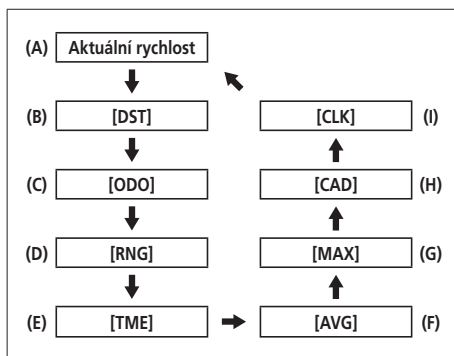 (A) Aktuální rychlost
(B) [DST] [CLK] (I)
(C) [ODO] [CAD] (H)
(D) [RNG] [MAX] (G)
(E) [TME] [AVG] (F)